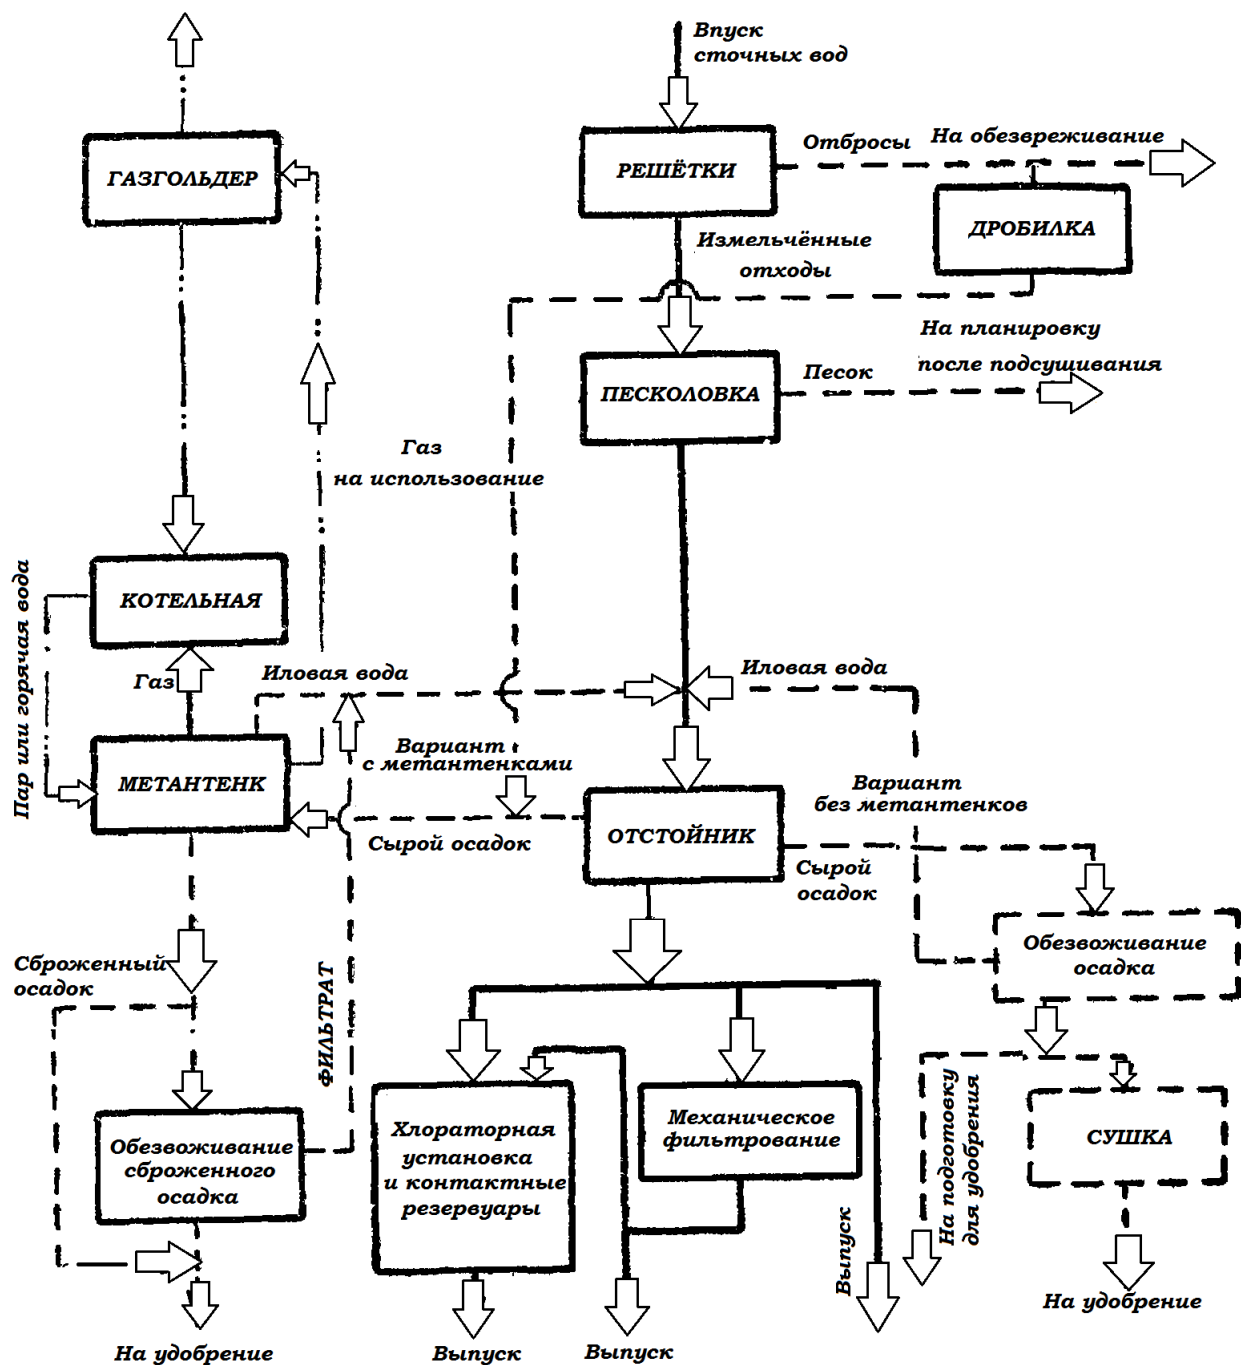 Впуск
сточных вод
РЕШЁТКИ
Отбросы
На обезвреживание
ДРОБИЛКА
ГАЗГОЛЬДЕР
Измельчённые
отходы
На планировку
после подсушивания
ПЕСКОЛОВКА
Песок
Газ
на использование
КОТЕЛЬНАЯ
Пар или горячая вода
Газ
Иловая вода
Иловая вода
МЕТАНТЕНК
Вариант
с метантенками
Вариант
без метантенков
ОТСТОЙНИК
Сырой осадок
Сырой
осадок
Обезвоживание
осадка
Сброженный
осадок
ФИЛЬТРАТ
Хлораторная
установка
и контактные
резервуары
Механическое
фильтрование
На подготовку
для удобрения
СУШКА
Обезвоживание
сброженного
осадка
Выпуск
На удобрение
На удобрение
Выпуск
Выпуск